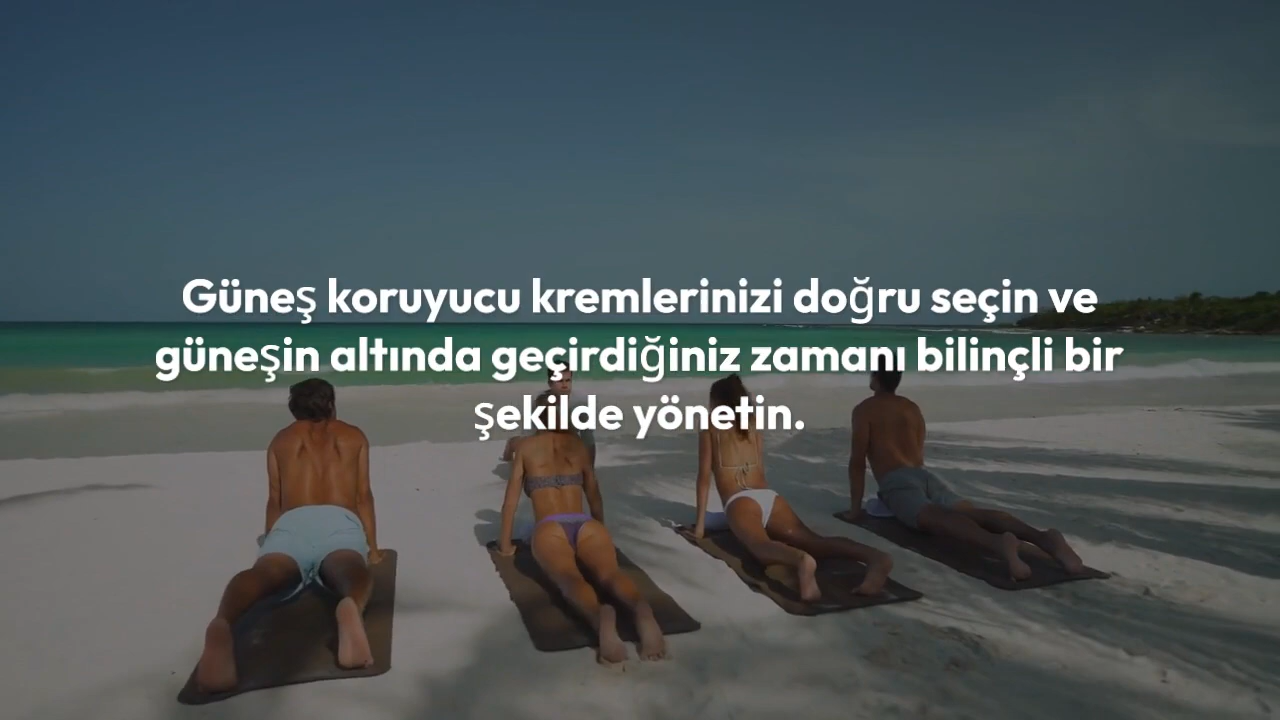 Güneş koruyucu kremlerinizi doğru seçin ve
güneşin altında geçirdiğiniz zamanı bilinçli bir
şekilde yönetin.